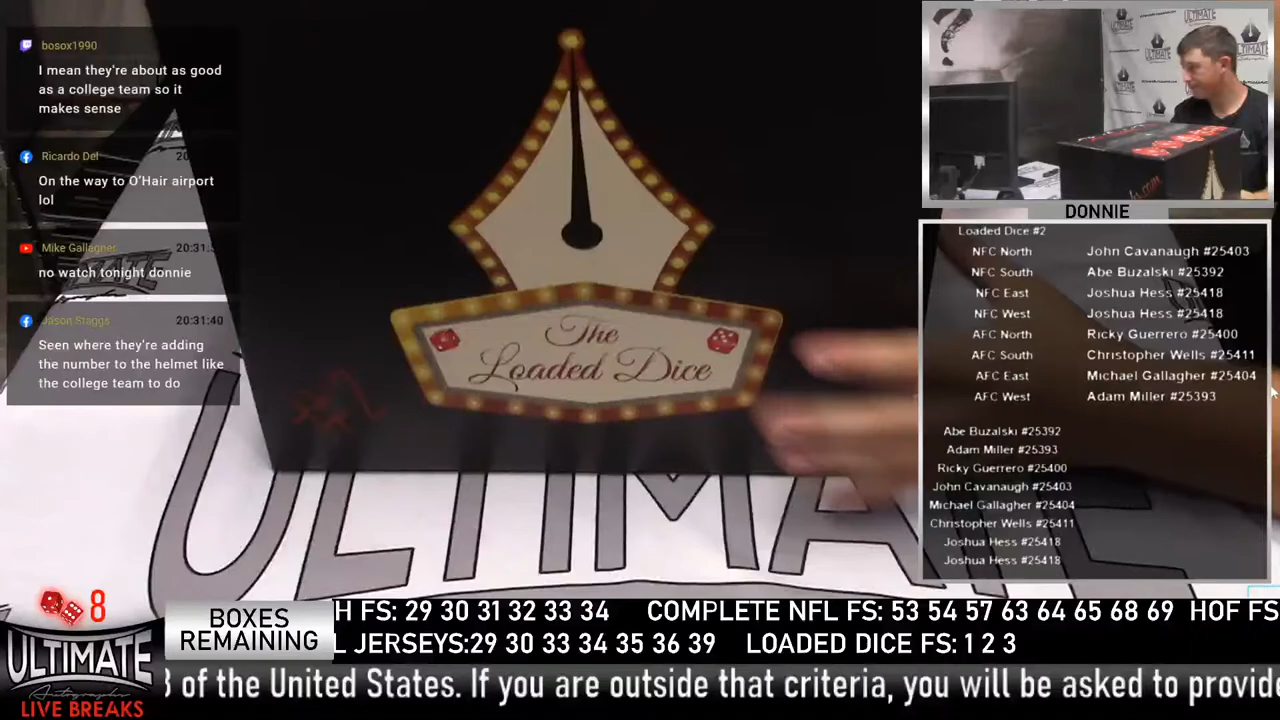 bosox1990
I mean they're about as good
as a college team so it
makes sense
Ricardo Del
20
On the way to O'Hair airport
lol
Mike Gallagher
20:31:
no watch tonight donnie
Jason Staggs
20:31:40
Seen where they're adding
the number to the helmet like
the college team to do
The
Loaded Dice
#2
ULTIMATE
ULTIMATE
ULTIMATE
DONNIE
Loaded Dice #2
NFC North John Cavanaugh #25403
NFC South Abe Buzalski #25392
NFC East Joshua Hess #25418
NFC West Joshua Hess #25418
AFC North Ricky Guerrero #25400
AFC South Christopher Wells #25411
AFC East Michael Gallagher #25404
AFC West Adam Miller #25393
Abe Buzalski #25392
Adam Miller #25393
Ricky Guerrero #25400
John Cavanaugh #25403
Michael Gallagher #25404
Christopher Wells #25411
Joshua Hess #25418
Joshua Hess #25418
8
ULTIMATE
Autographs
LIVE BREAKS
BOXES
REMAINING
H FS: 29 30 31 32 33 34 COMPLETE NFL FS: 53 54 57 63 64 65 68 69 HOF FS
L JERSEYS:29 30 33 34 35 36 39 LOADED DICE FS: 1 2 3
of the United States. If you are outside that criteria, you will be asked to provide